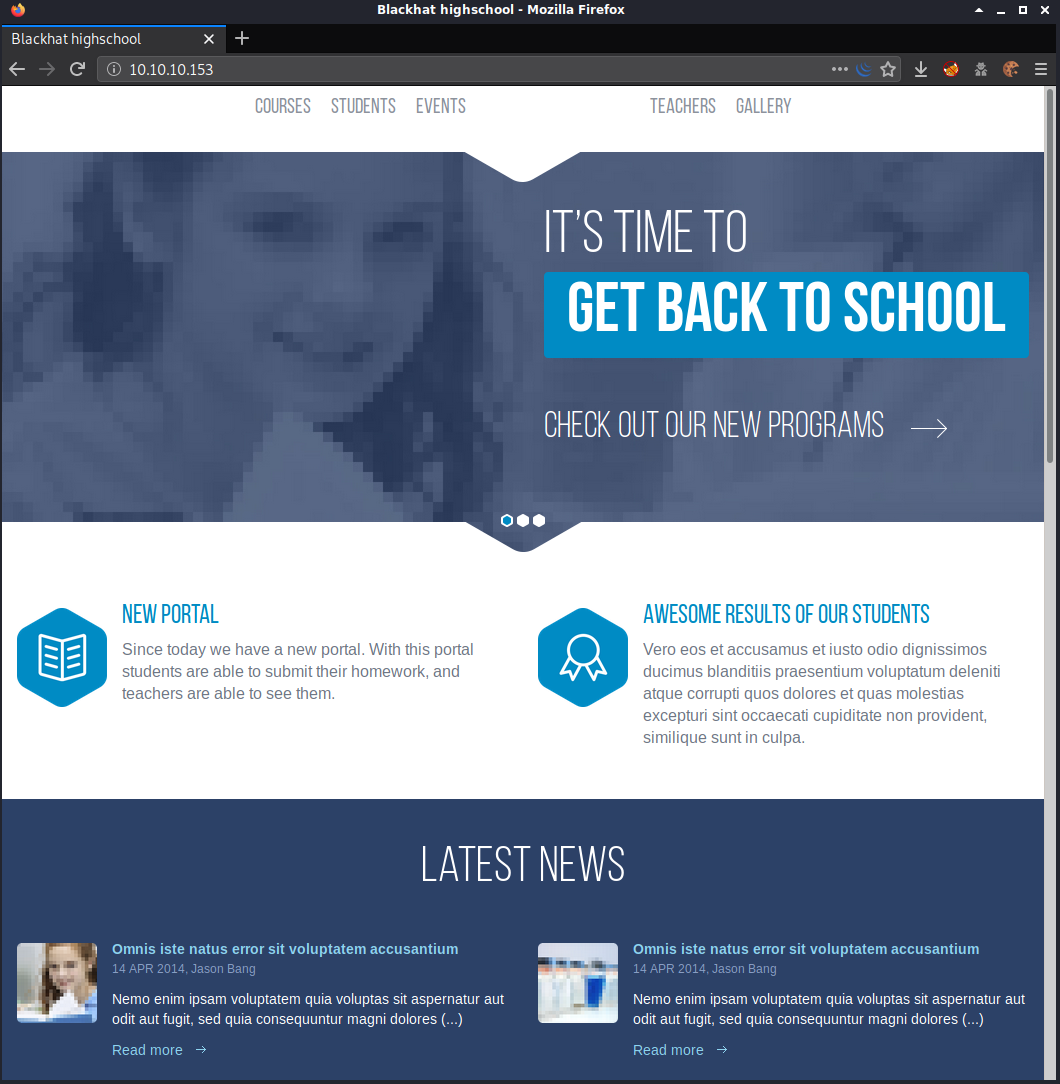 Blackhat highschool - Mozilla Firefox
Blackhat highschool
10.10.10.153
COURSES STUDENTS EVENTS TEACHERS GALLERY
IT'S TIME TO
GET BACK TO SCHOOL
CHECK OUT OUR NEW PROGRAMS
NEW PORTAL
Since today we have a new portal. With this portal
students are able to submit their homework, and
teachers are able to see them.
AWESOME RESULTS OF OUR STUDENTS
Vero eos et accusamus et iusto odio dignissimos
ducimus blanditiis praesentium voluptatum deleniti
atque corrupti quos dolores et quas molestias
excepturi sint occaecati cupiditate non provident,
similique sunt in culpa.
LATEST NEWS
Omnis iste natus error sit voluptatem accusantium
14 APR 2014, Jason Bang
Nemo enim ipsam voluptatem quia voluptas sit aspernatur aut
odit aut fugit, sed quia consequuntur magni dolores (...)
Read more
Omnis iste natus error sit voluptatem accusantium
14 APR 2014, Jason Bang
Nemo enim ipsam voluptatem quia voluptas sit aspernatur aut
odit aut fugit, sed quia consequuntur magni dolores (...)
Read more